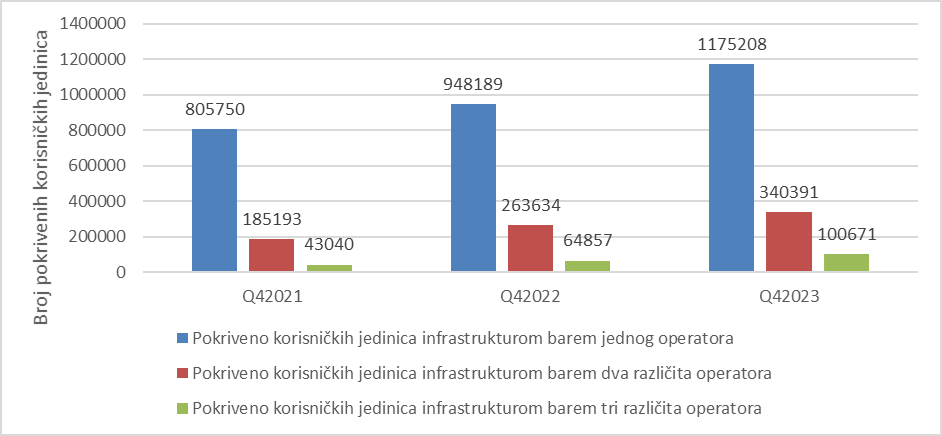 Broj pokrivenih korisničkih jedinica
1400000
1200000
1000000
800000
600000
400000
200000
0
805750
185193
43040
948189
263634
64857
1175208
340391
100671
Q42021
Q42022
Q42023
Pokriveno korisničkih jedinica infrastrukturom barem jednog operatora
Pokriveno korisničkih jedinica infrastrukturom barem dva različita operatora
Pokriveno korisničkih jedinica infrastrukturom barem tri različita operatora